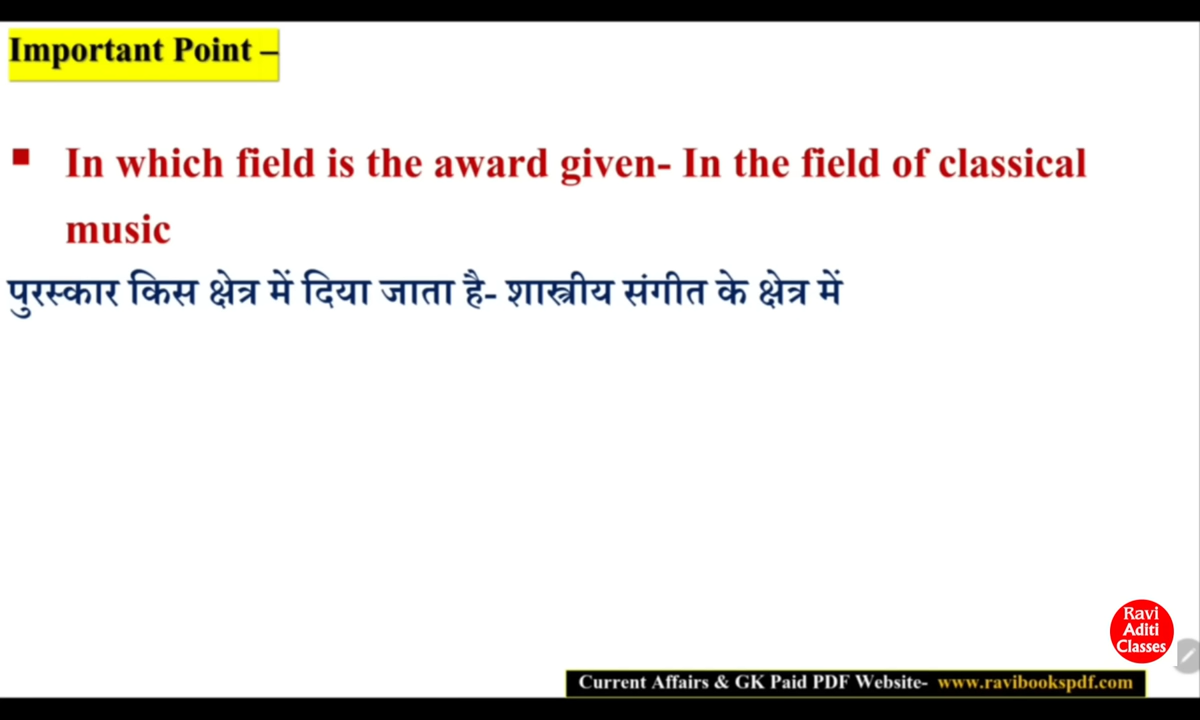 Important Point –
▪ In which field is the award given- In the field of classical
music
पुरस्कार किस क्षेत्र में दिया जाता है- शास्त्रीय संगीत के क्षेत्र में
Ravi
Aditi
Classes
Current Affairs & GK Paid PDF Website- www.ravibookspdf.com